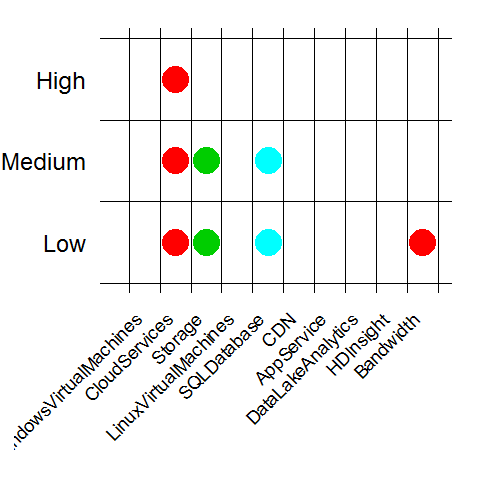 High
Medium
Low
ndowsVirtualMachines
CloudServices
Storage
LinuxVirtualMachines
SQLDatabase
CDN
AppService
DataLakeAnalytics
HDInsight
Bandwidth